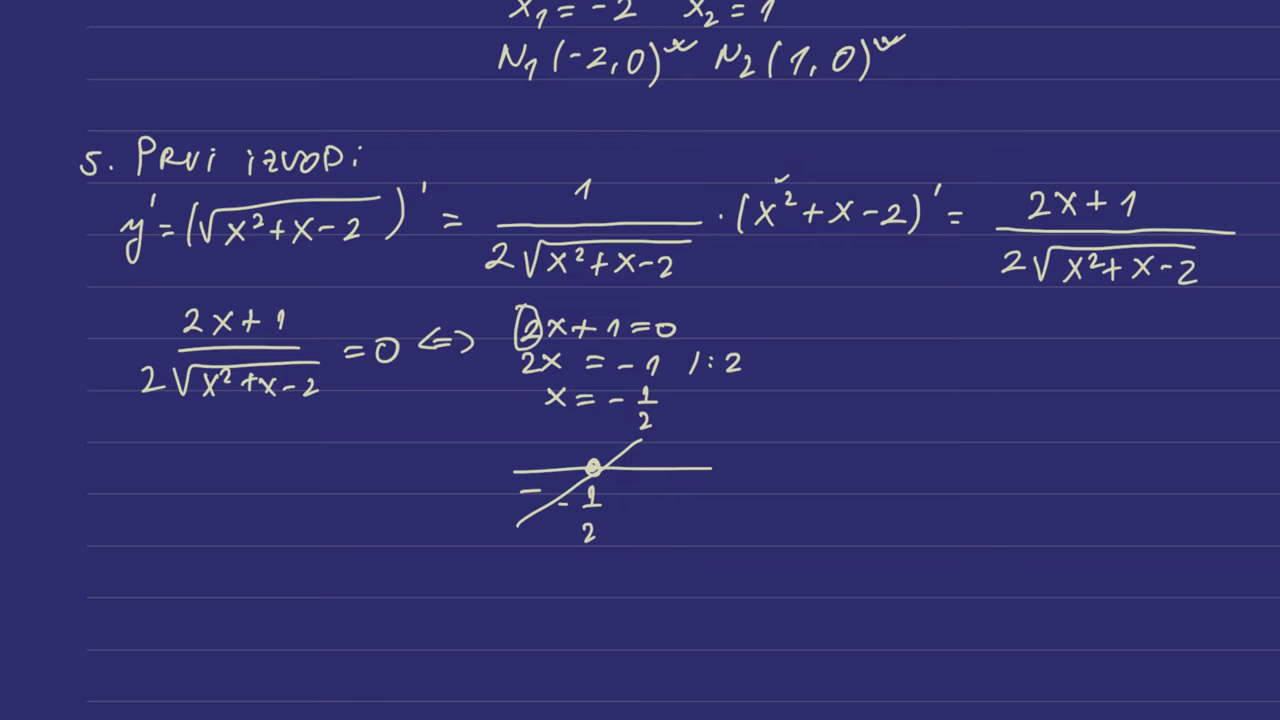 x₁ = -2 x₂ = 1
N₁(-2,0) N₂(1,0)
5. PRVi izvoDi
y' = (√(x²+x-2))' = 1/(2√(x²+x-2)) · (x²+x-2)' = (2x+1)/(2√(x²+x-2))
(2x+1)/(2√(x²+x-2)) = 0 <=> 2x+1=0
2x = -1 /:2
x = -1/2
-
-1/2